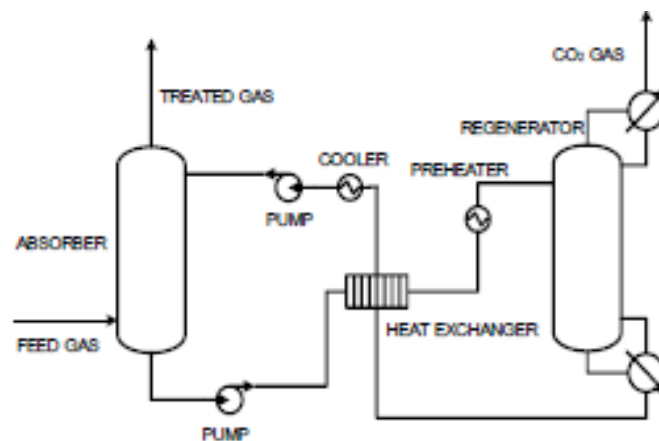 CO₂ GAS
TREATED GAS
REGENERATOR
COOLER
PREHEATER
PUMP
ABSORBER
HEAT EXCHANGER
FEED GAS
PUMP